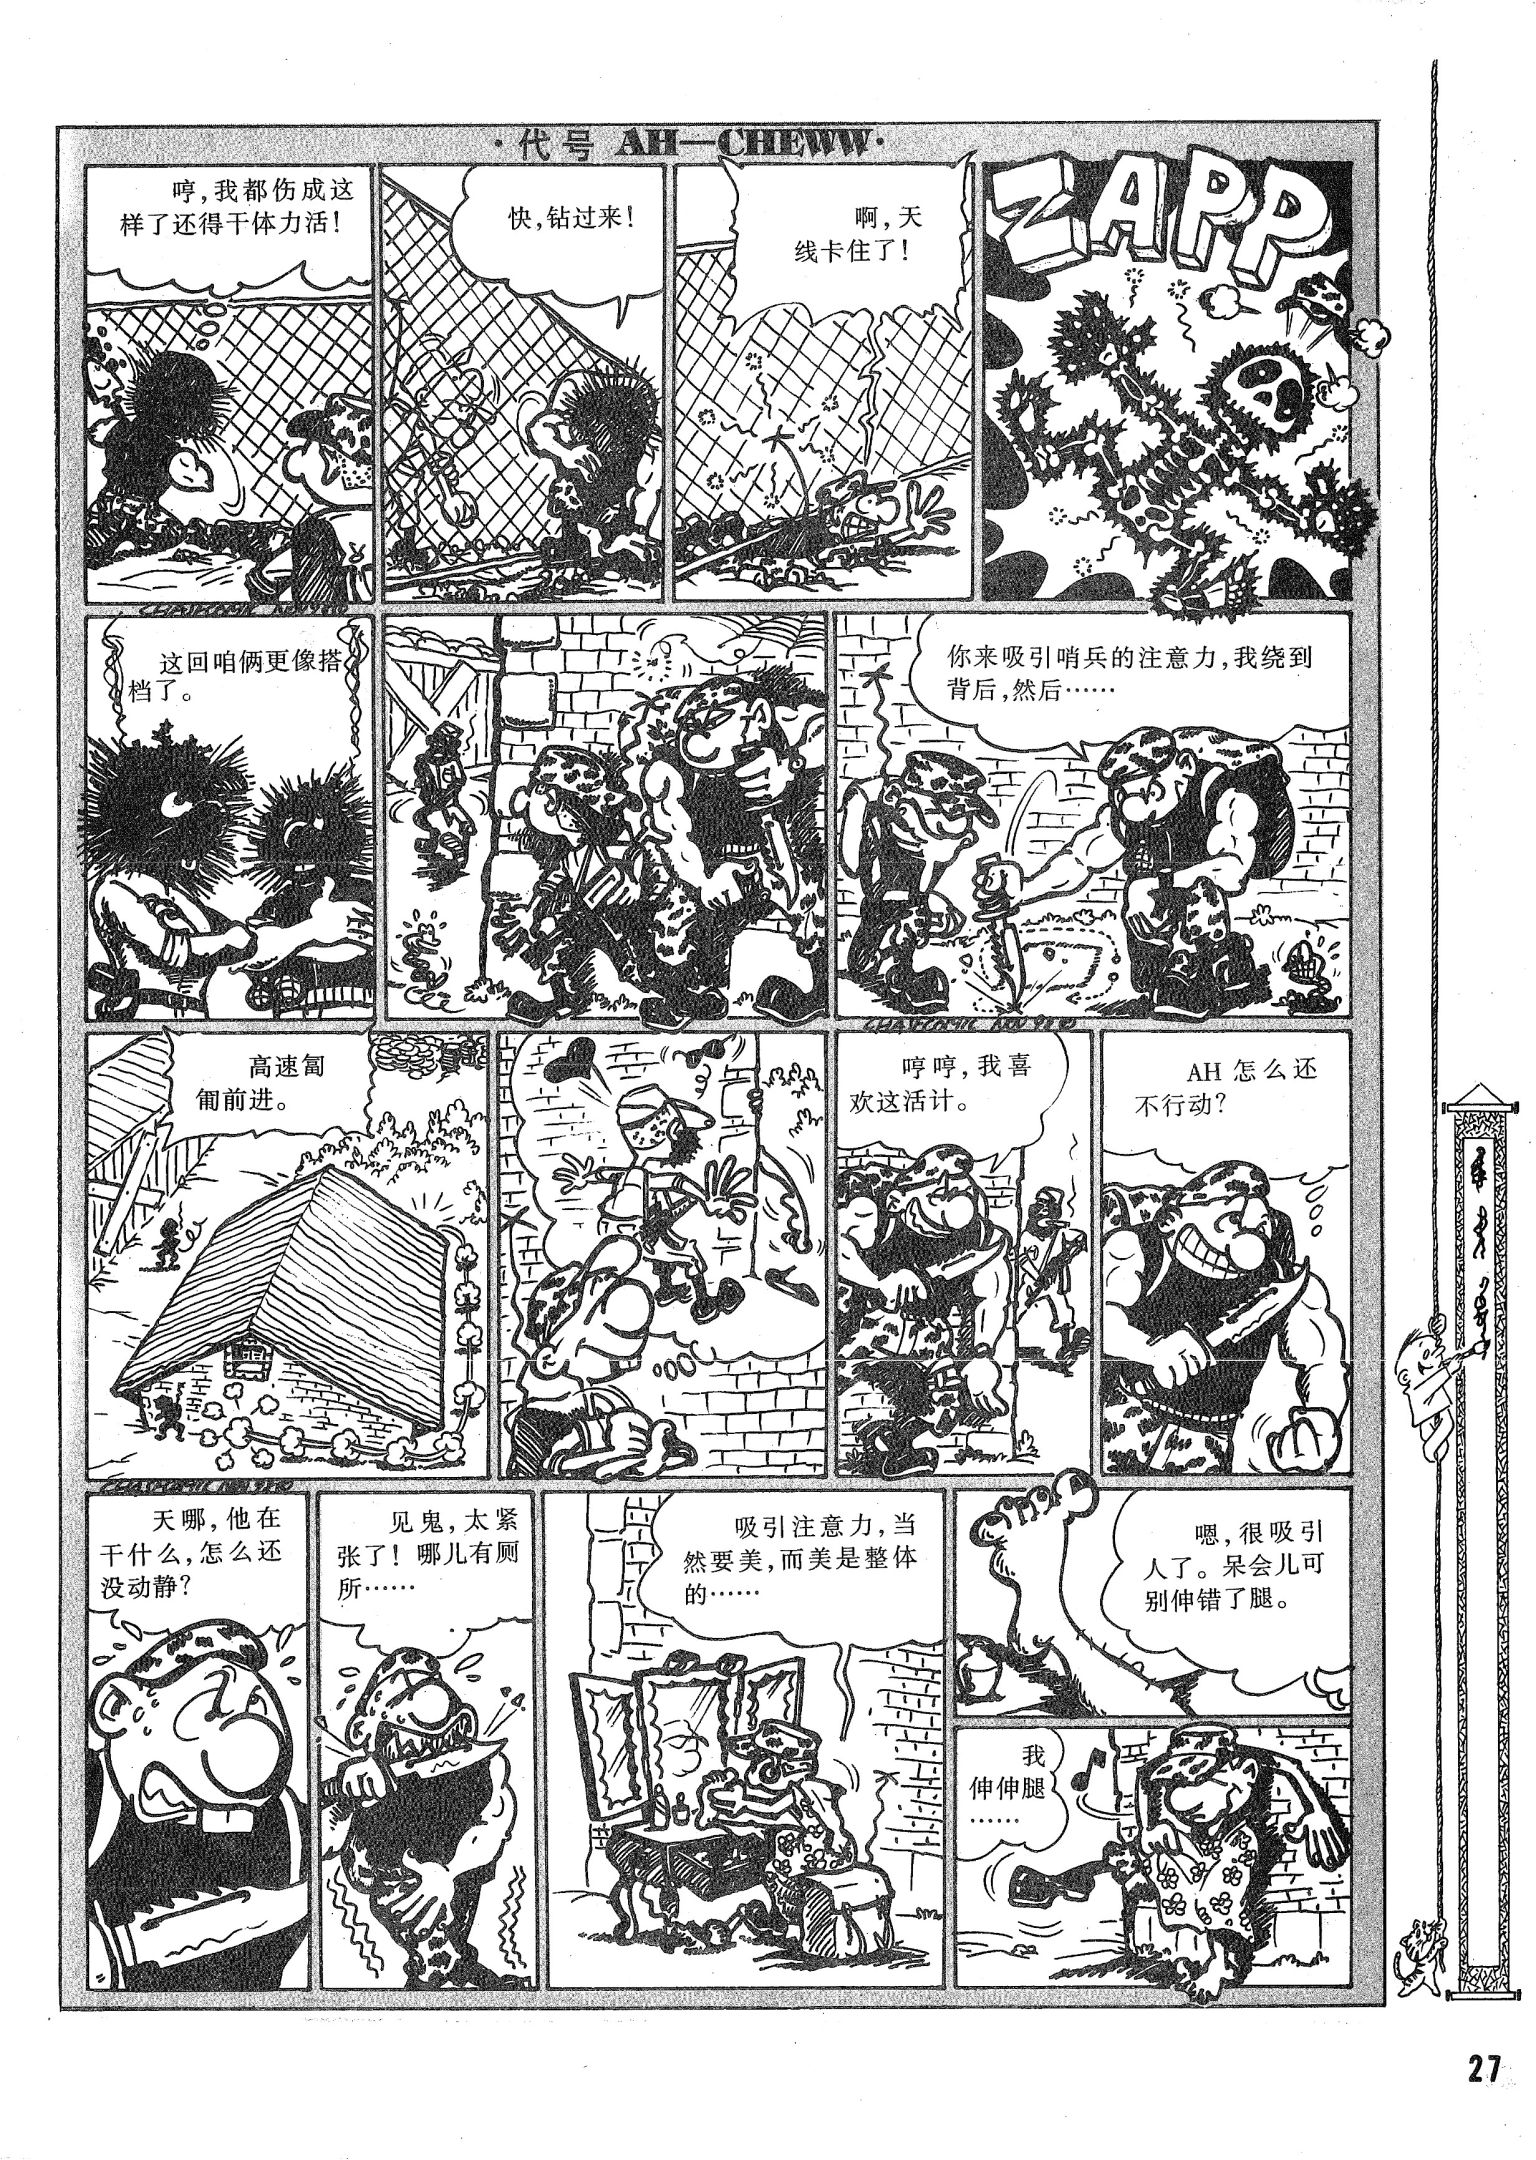 ·代号 AH—CHEWW·
哼,我都伤成这
样了还得干体力活!
快,钻过来!
啊,天
线卡住了!
ZAPP
这回咱俩更像搭
档了。
你来吸引哨兵的注意力,我绕到
背后,然后……
高速匐
匍前进。
哼哼,我喜
欢这活计。
AH 怎么还
不行动?
天哪,他在
干什么,怎么还
没动静?
见鬼,太紧
张了! 哪儿有厕
所……
吸引注意力,当
然要美,而美是整体
的……
嗯,很吸引
人了。呆会儿可
别伸错了腿。
我
伸伸腿
……
27